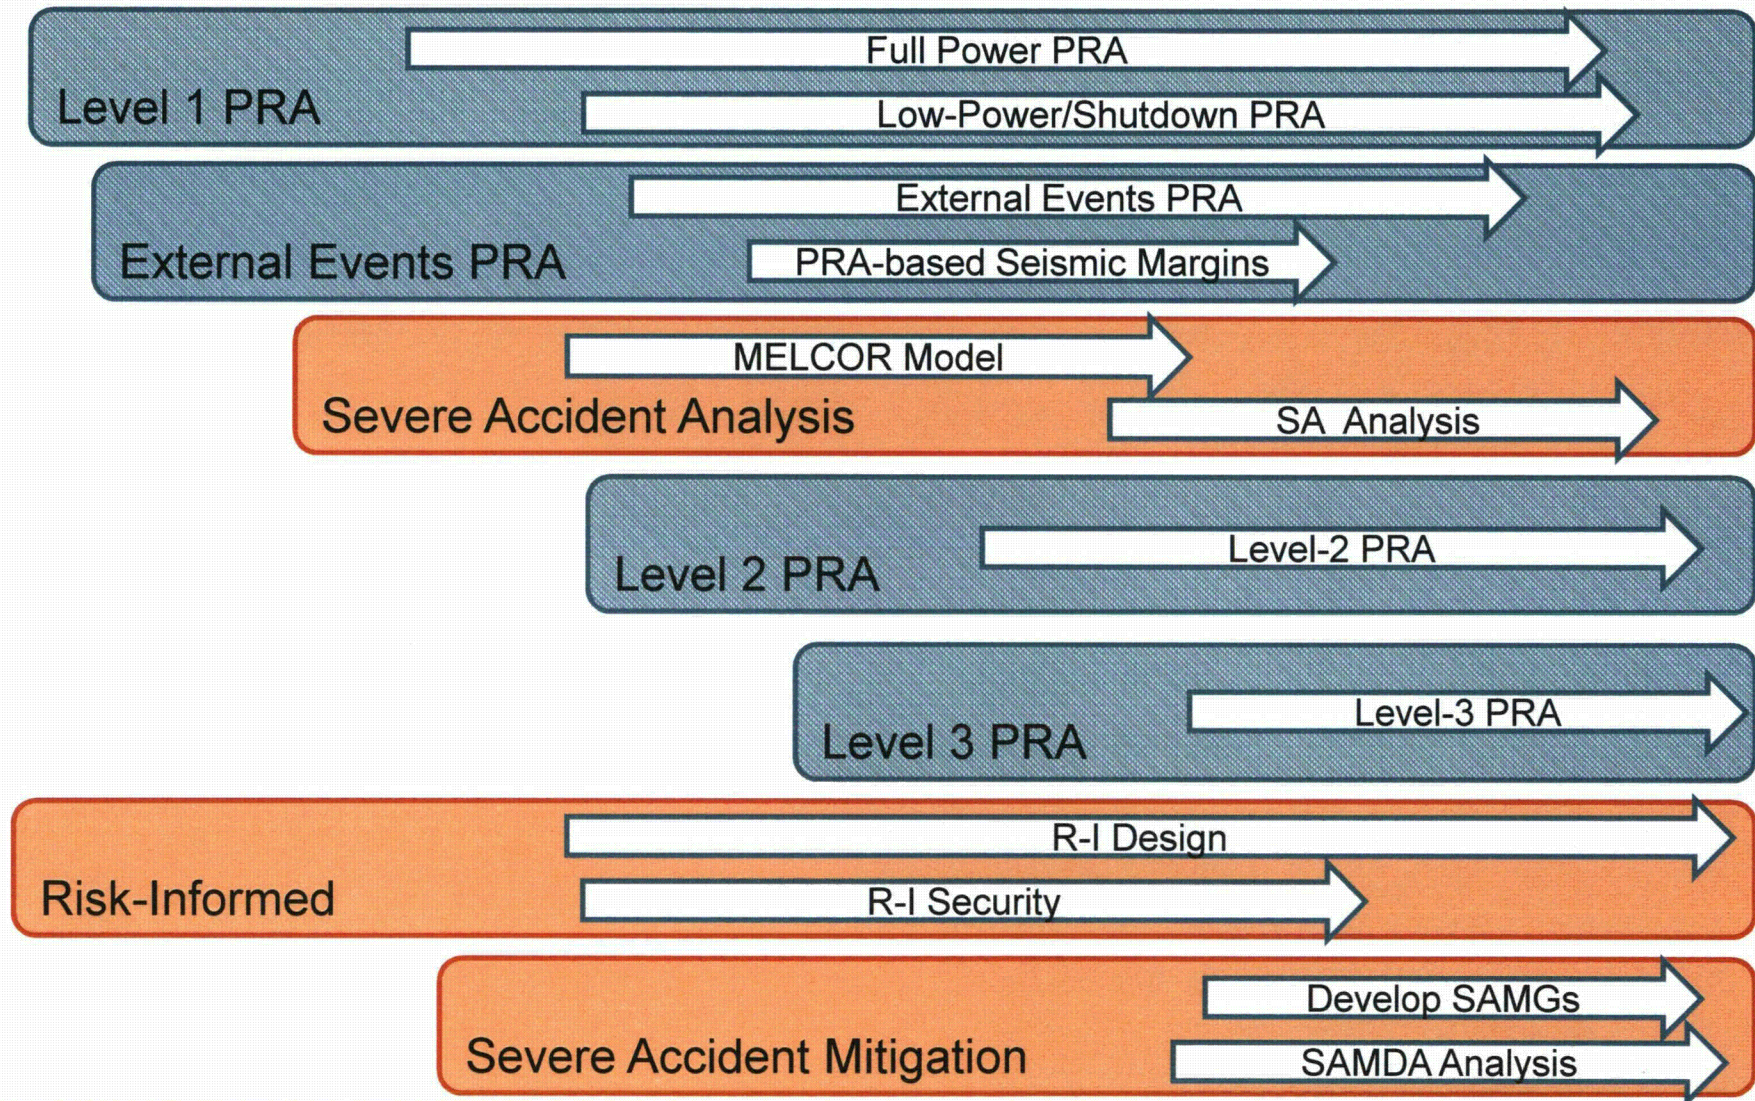 Full Power PRA
Level 1 PRA
Low-Power/Shutdown PRA
External Events PRA
External Events PRA
PRA-based Seismic Margins
MELCOR Model
Severe Accident Analysis
SA Analysis
Level-2 PRA
Level 2 PRA
Level-3 PRA
Level 3 PRA
R-I Design
Risk-Informed
R-I Security
Develop SAMGs
Severe Accident Mitigation
SAMDA Analysis